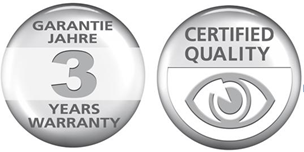 GARANTIE
JAHRE
3
YEARS
WARRANTY
CERTIFIED
QUALITY